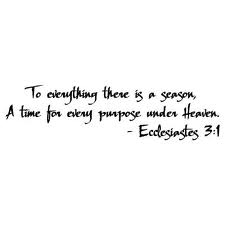 To everything there is a season,
A time for every purpose under Heaven.
- Ecclesiastes 3:1